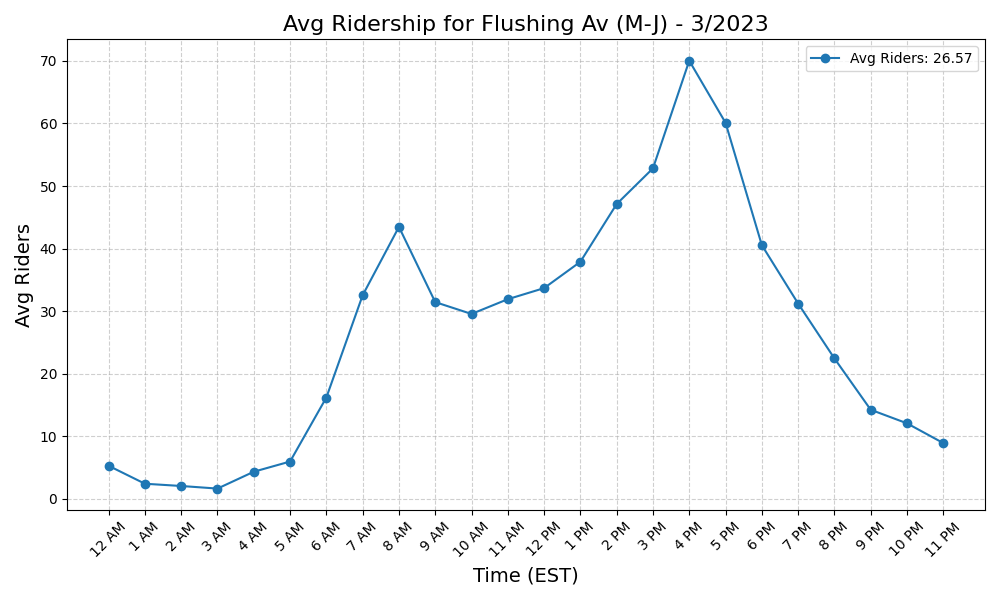 Avg Ridership for Flushing Av (M-J) - 3/2023
Avg Riders: 26.57
Avg Riders
70
60
50
40
30
20
10
0
12 AM
1 AM
2 AM
3 AM
4 AM
5 AM
6 AM
7 AM
8 AM
9 AM
10 AM
11 AM
12 PM
1 PM
2 PM
3 PM
4 PM
5 PM
6 PM
7 PM
8 PM
9 PM
10 PM
11 PM
Time (EST)